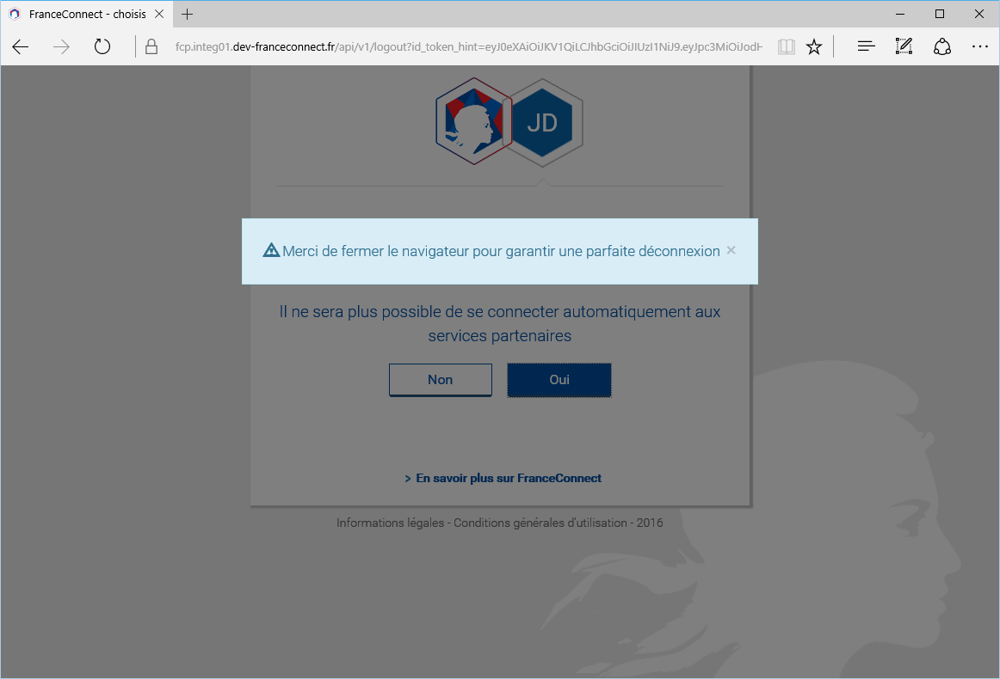 FranceConnect - choisis
fcp.integ01.dev-franceconnect.fr/api/v1/logout?id_token_hint=eyJ0eXAiOiJKV1QiLCJhbGciOiJIUzI1NiJ9.eyJpc3MiOiJodH
JD
Merci de fermer le navigateur pour garantir une parfaite déconnexion ×
Il ne sera plus possible de se connecter automatiquement aux
services partenaires
Non Oui
> En savoir plus sur FranceConnect
Informations légales - Conditions générales d'utilisation - 2016